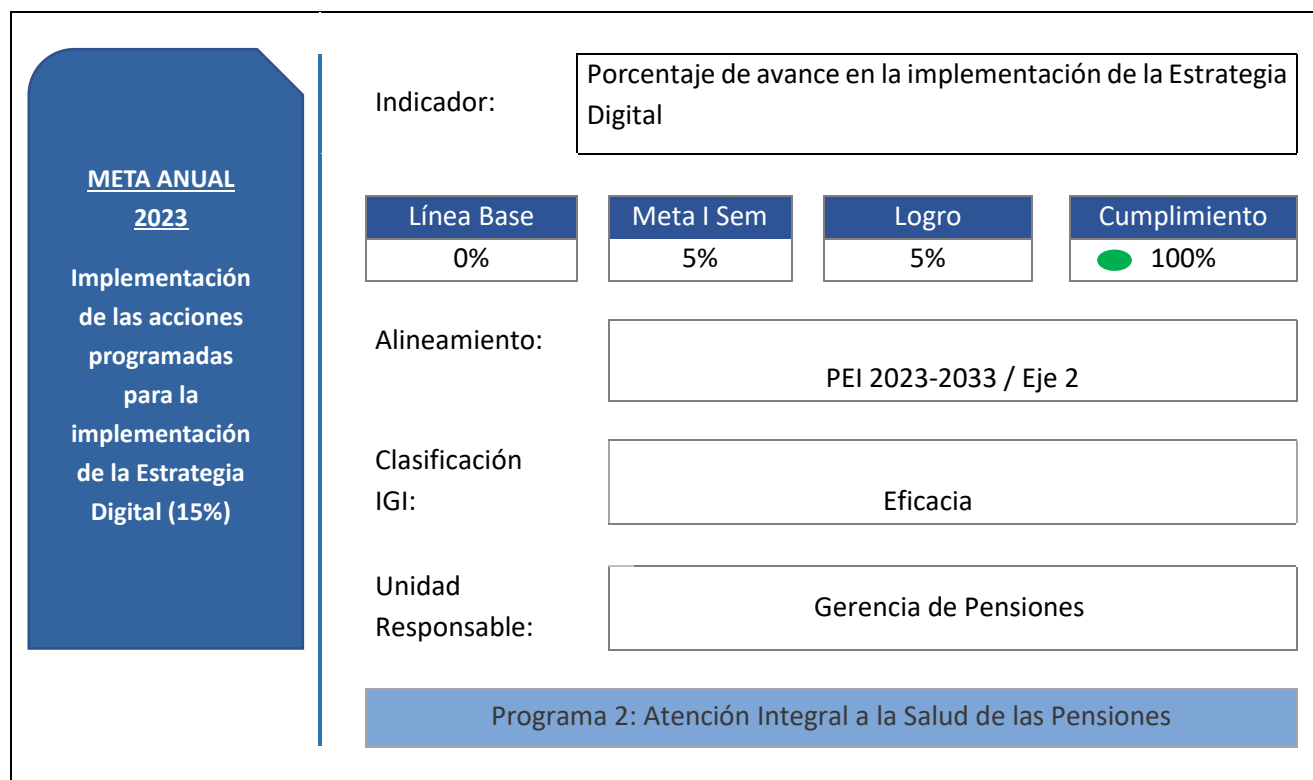 META ANUAL
2023
Implementación
de las acciones
programadas
para la
implementación
de la Estrategia
Digital (15%)
Indicador:
Porcentaje de avance en la implementación de la Estrategia
Digital
Línea Base
Meta I Sem
Logro
Cumplimiento
0%
5%
5%
100%
Alineamiento:
PEI 2023-2033 / Eje 2
Clasificación
IGI:
Eficacia
Unidad
Responsable:
Gerencia de Pensiones
Programa 2: Atención Integral a la Salud de las Pensiones